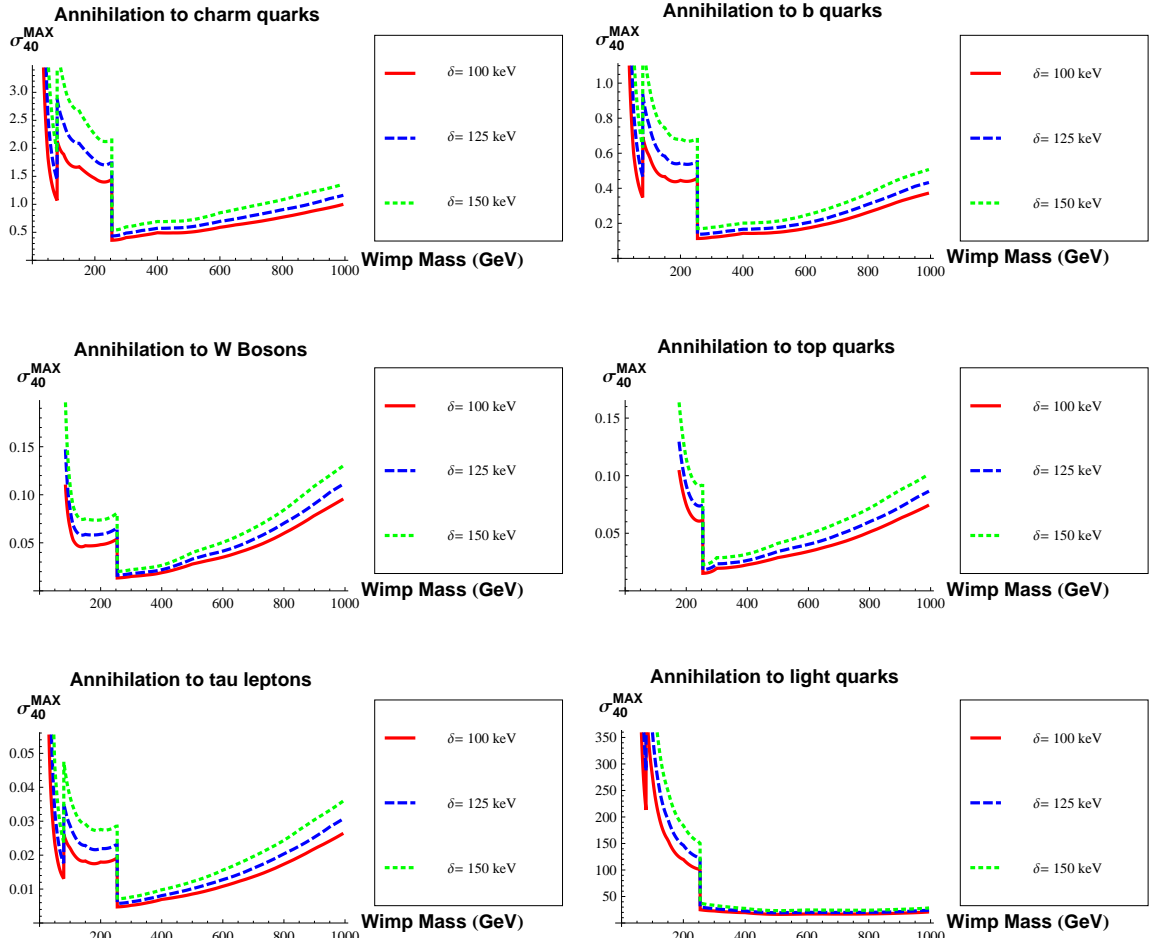 Annihilation to charm quarks
σ40MAX
3.0
2.5
2.0
1.5
1.0
0.5
200 400 600 800 1000
Wimp Mass (GeV)
δ= 100 keV
δ= 125 keV
δ= 150 keV
Annihilation to b quarks
σ40MAX
1.0
0.8
0.6
0.4
0.2
200 400 600 800 1000
Wimp Mass (GeV)
δ= 100 keV
δ= 125 keV
δ= 150 keV
Annihilation to W Bosons
σ40MAX
0.15
0.10
0.05
200 400 600 800 1000
Wimp Mass (GeV)
δ= 100 keV
δ= 125 keV
δ= 150 keV
Annihilation to top quarks
σ40MAX
0.15
0.10
0.05
200 400 600 800 1000
Wimp Mass (GeV)
δ= 100 keV
δ= 125 keV
δ= 150 keV
Annihilation to tau leptons
σ40MAX
0.05
0.04
0.03
0.02
0.01
200 400 600 800 1000
Wimp Mass (GeV)
δ= 100 keV
δ= 125 keV
δ= 150 keV
Annihilation to light quarks
σ40MAX
350
300
250
200
150
100
50
200 400 600 800 1000
Wimp Mass (GeV)
δ= 100 keV
δ= 125 keV
δ= 150 keV